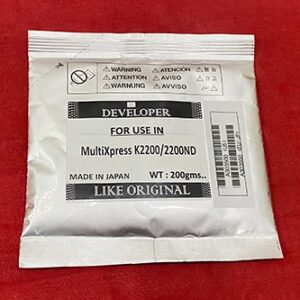 WARNING ATENCIÓN
ATTENTION AVISO
WARNUNG AVVISO
DEVELOPER
FOR USE IN
MultiXpress K2200/2200ND
MADE IN JAPAN WT : 200gms..
LIKE ORIGINAL